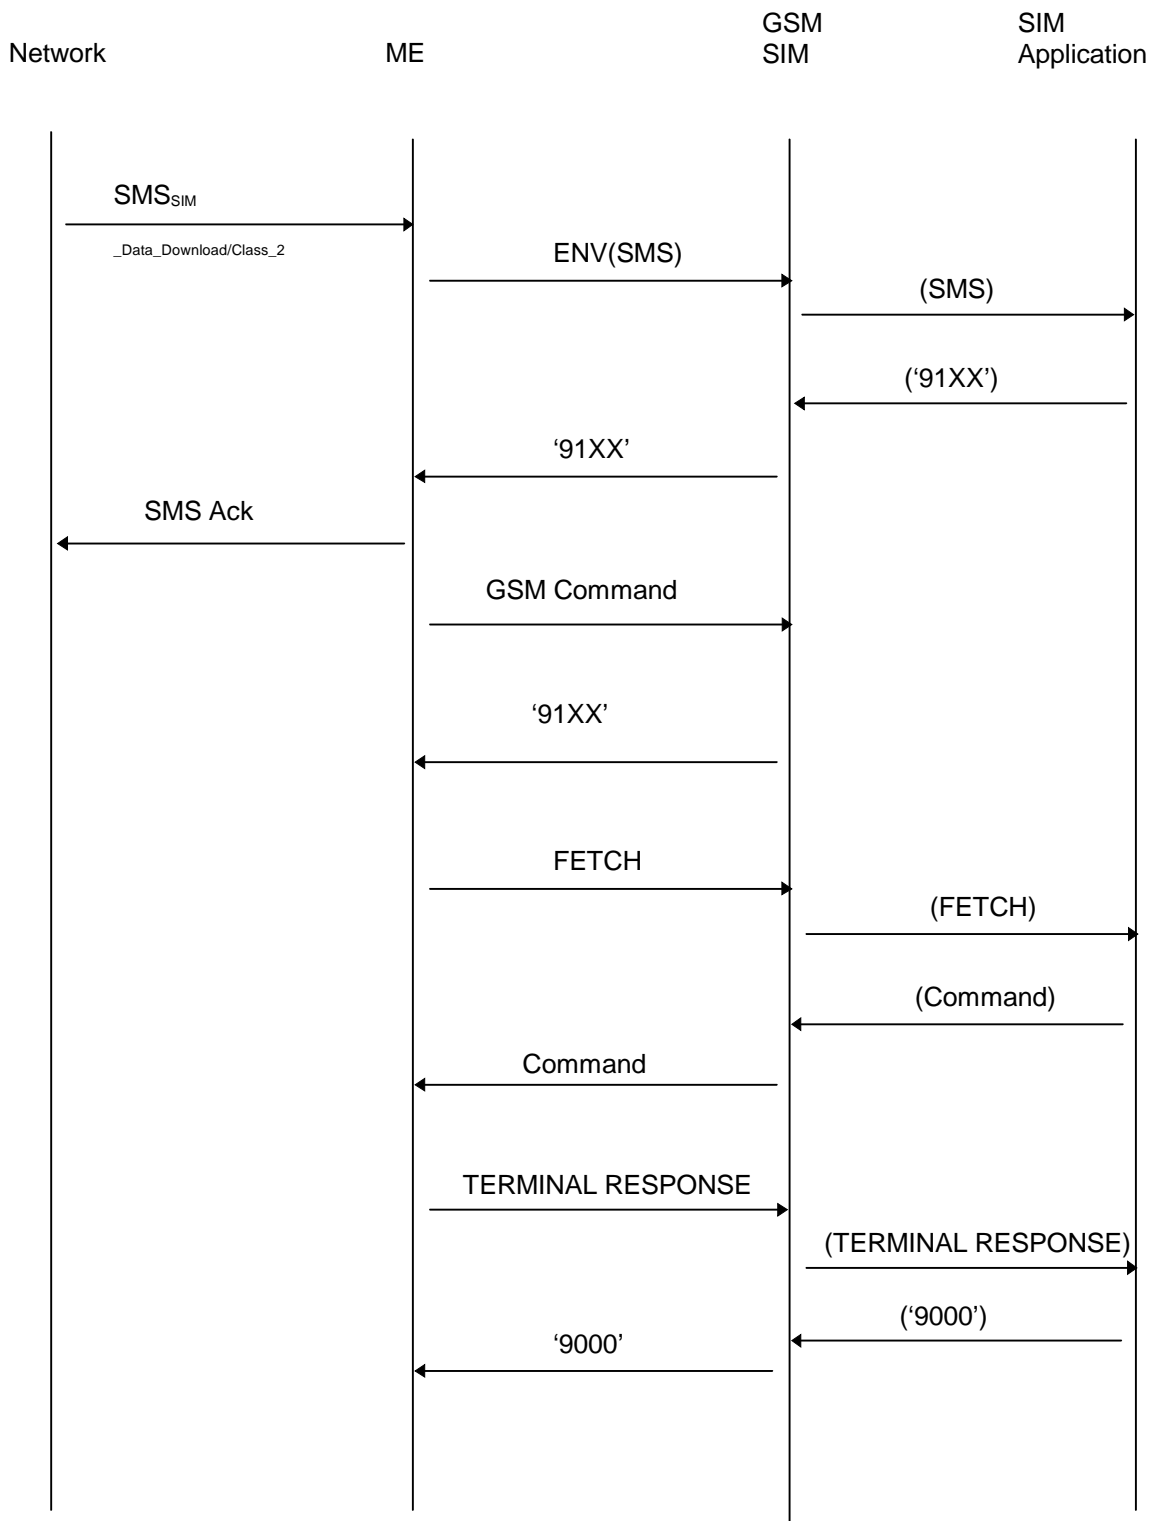 GSM
SIM
Network
ME
SIM
Application
SMSSIM
_Data_Download/Class_2
ENV(SMS)
(SMS)
(‘91XX’)
‘91XX’
SMS Ack
GSM Command
‘91XX’
FETCH
(FETCH)
(Command)
Command
TERMINAL RESPONSE
(TERMINAL RESPONSE)
(‘9000’)
‘9000’